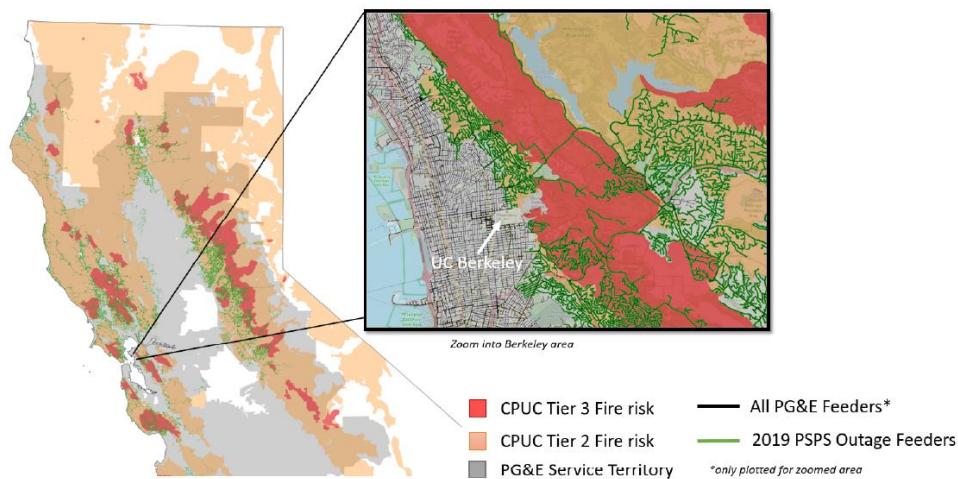 UC Berkeley
Zoom into Berkeley area
CPUC Tier 3 Fire risk
All PG&E Feeders*
CPUC Tier 2 Fire risk
2019 PSPS Outage Feeders
PG&E Service Territory
*only plotted for zoomed area